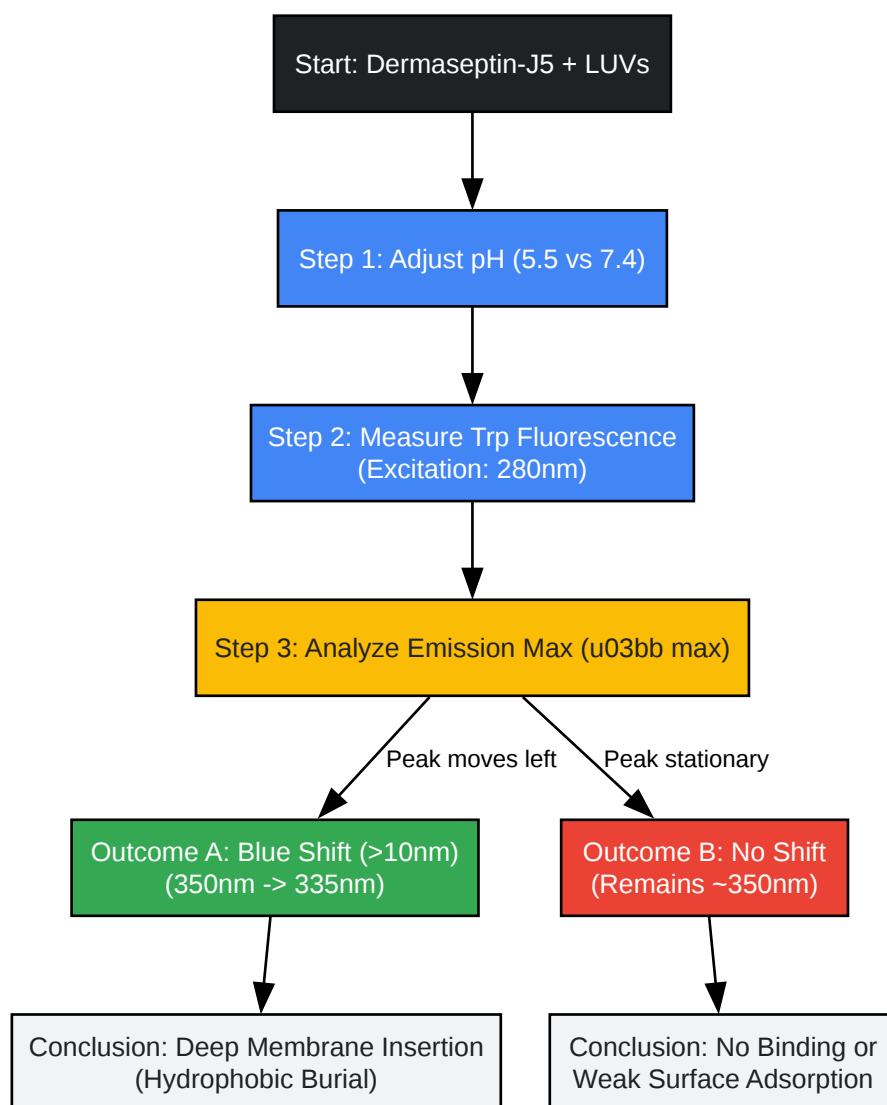 Start: Dermaseptin-J5 + LUVs
Step 1: Adjust pH (5.5 vs 7.4)
Step 2: Measure Trp Fluorescence
(Excitation: 280nm)
Step 3: Analyze Emission Max (u03bb max)
Peak moves left
Peak stationary
Outcome A: Blue Shift (>10nm)
(350nm -> 335nm)
Outcome B: No Shift
(Remains ~350nm)
Conclusion: Deep Membrane Insertion
(Hydrophobic Burial)
Conclusion: No Binding or
Weak Surface Adsorption